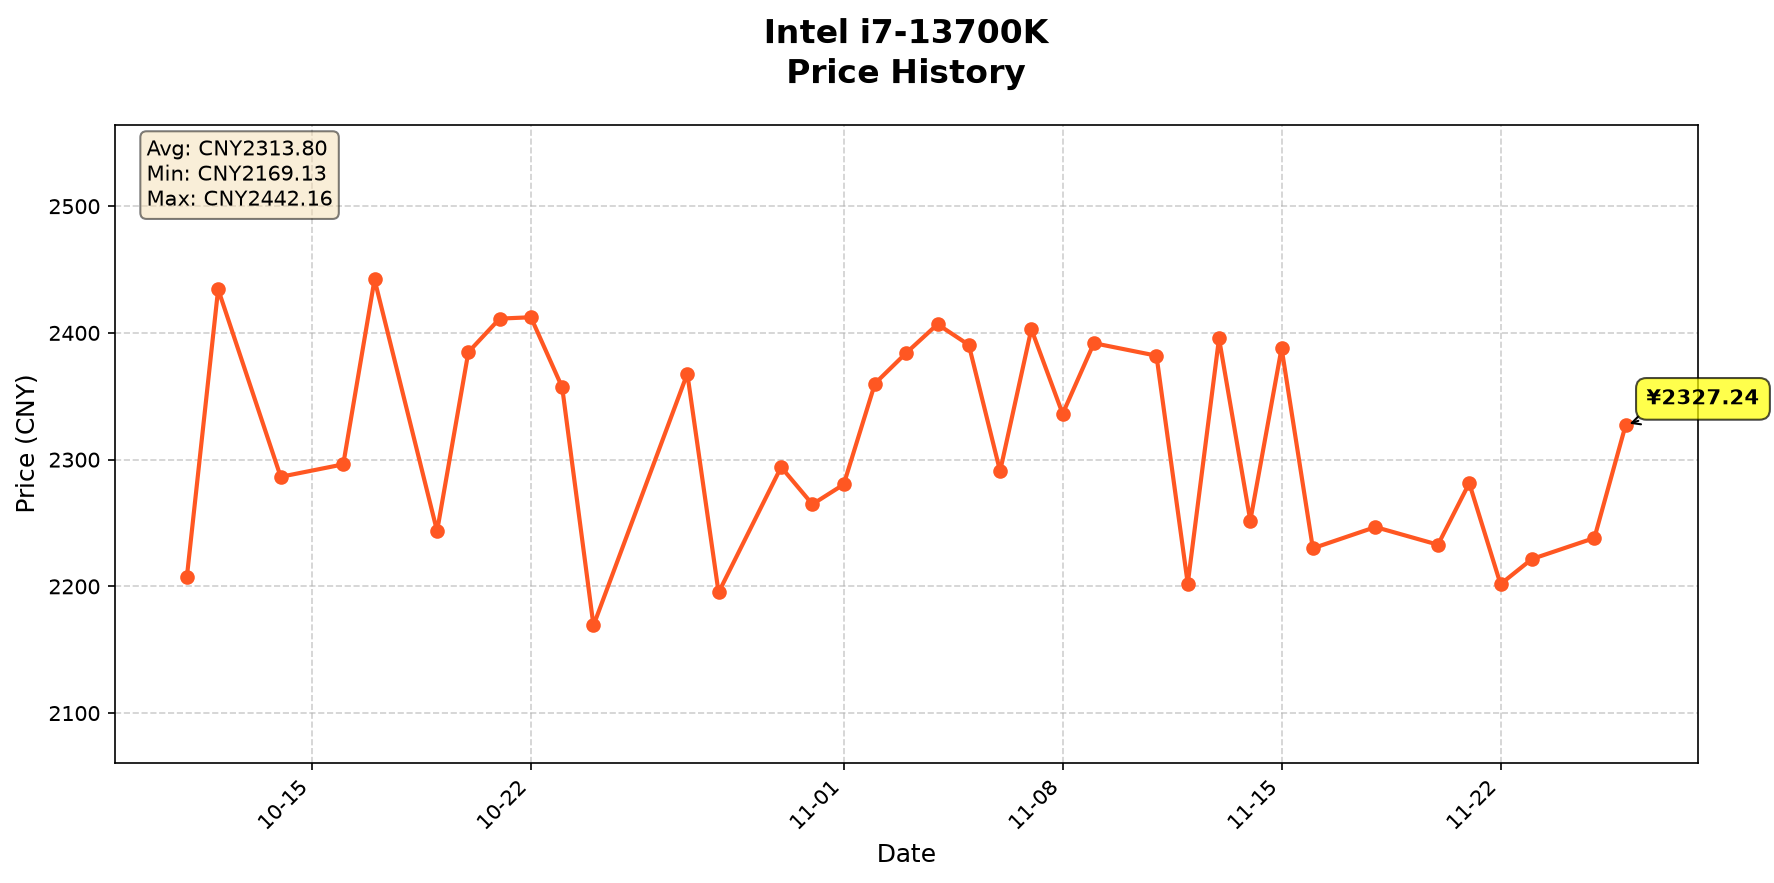 Intel i7-13700K
Price History
Avg: CNY2313.80
Min: CNY2169.13
Max: CNY2442.16
2500
2400
2300
2200
2100
Price (CNY)
¥2327.24
10-15
10-22
11-01
11-08
11-15
11-22
Date